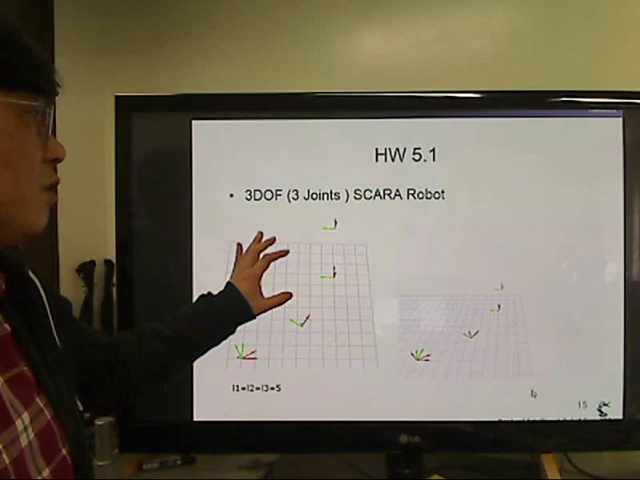 HW 5.1
• 3DOF (3 Joints ) SCARA Robot
l1=l2=l3=5
15
LG